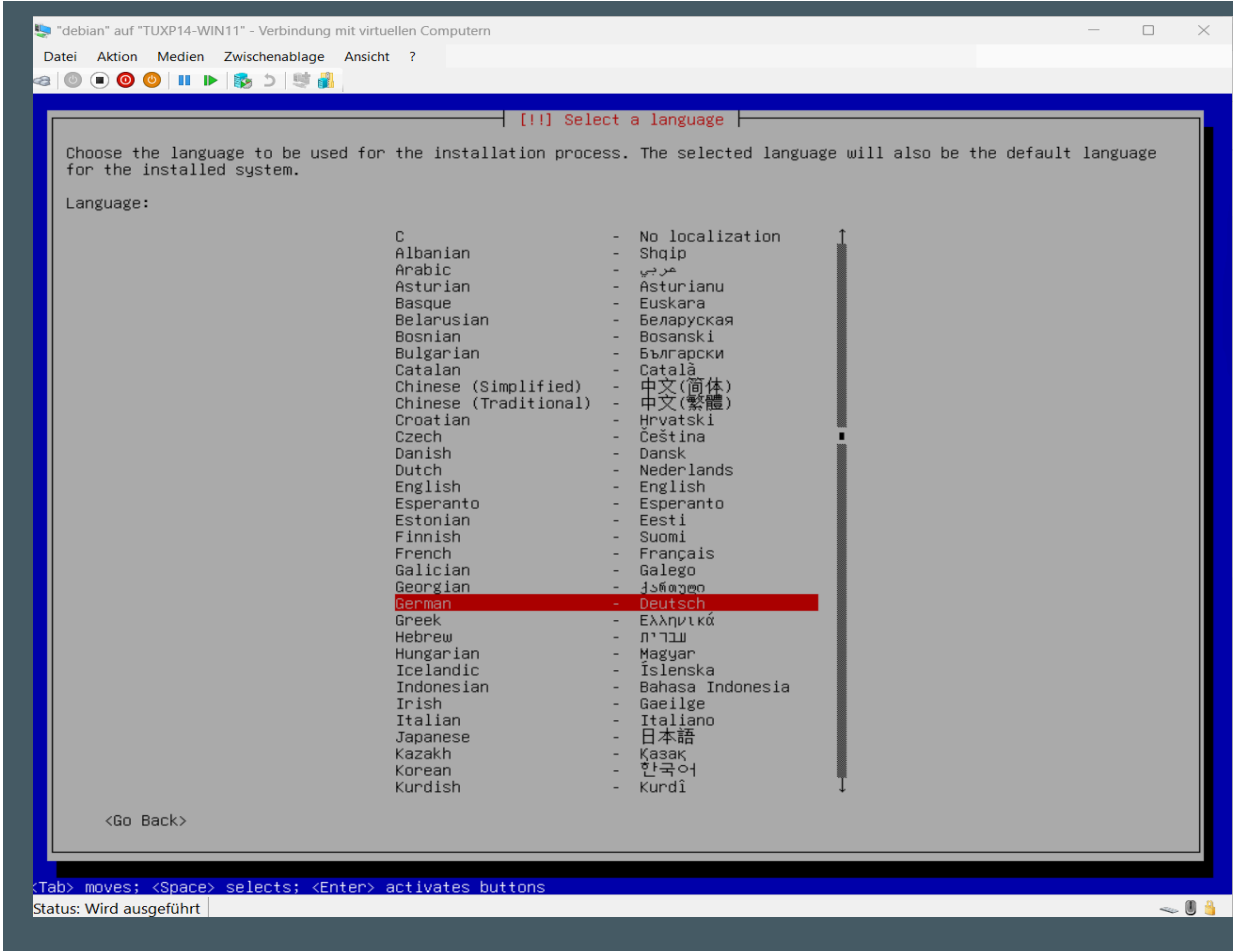 "debian" auf "TUXP14-WIN11" - Verbindung mit virtuellen Computern
Datei Aktion Medien Zwischenablage Ansicht ?
[!!] Select a language
Choose the language to be used for the installation process. The selected language will also be the default language
for the installed system.
Language:
C - No localization
Albanian - Shqip
Arabic - عربي
Asturian - Asturianu
Basque - Euskara
Belarusian - Беларуская
Bosnian - Bosanski
Bulgarian - Български
Catalan - Català
Chinese (Simplified) - 中文(简体)
Chinese (Traditional) - 中文(繁體)
Croatian - Hrvatski
Czech - Čeština
Danish - Dansk
Dutch - Nederlands
English - English
Esperanto - Esperanto
Estonian - Eesti
Finnish - Suomi
French - Français
Galician - Galego
Georgian - ქართული
German - Deutsch
Greek - Ελληνικά
Hebrew - עברית
Hungarian - Magyar
Icelandic - Íslenska
Indonesian - Bahasa Indonesia
Irish - Gaeilge
Italian - Italiano
Japanese - 日本語
Kazakh - Қазақ
Korean - 한국어
Kurdish - Kurdî
<Go Back>
<Tab> moves; <Space> selects; <Enter> activates buttons
Status: Wird ausgeführt